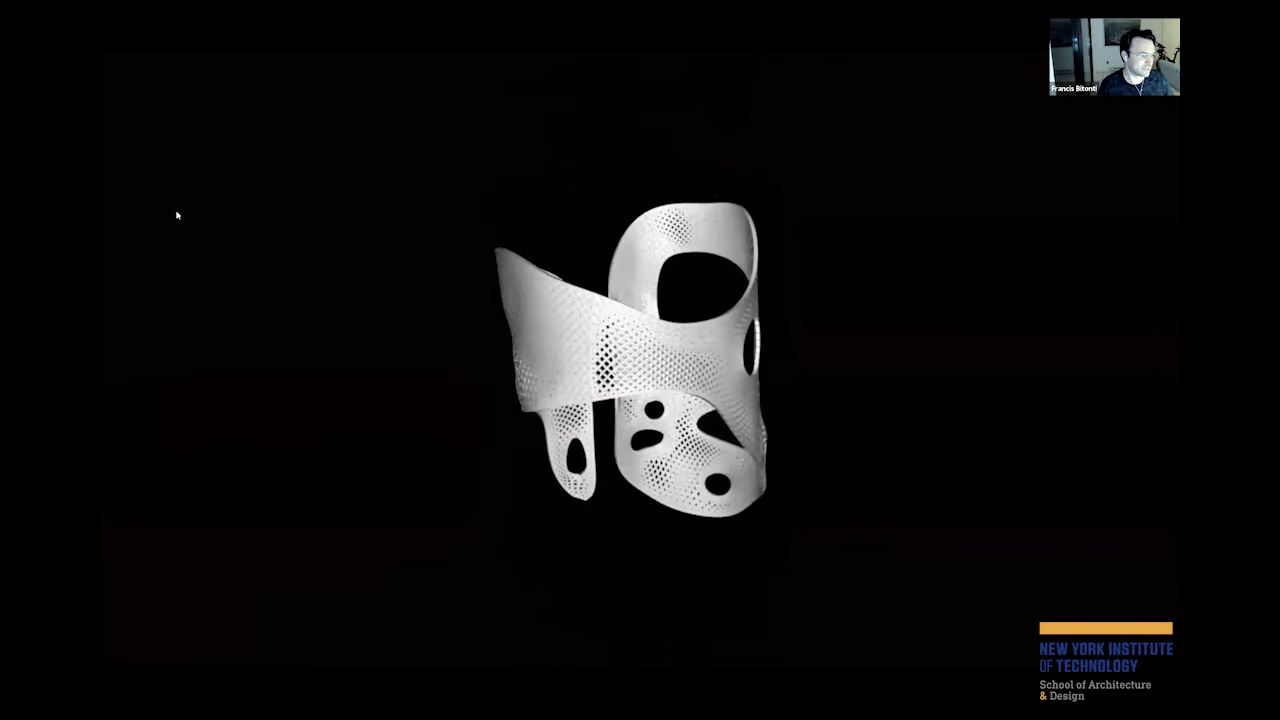 Francis Bitonti
NEW YORK INSTITUTE
OF TECHNOLOGY
School of Architecture
& Design